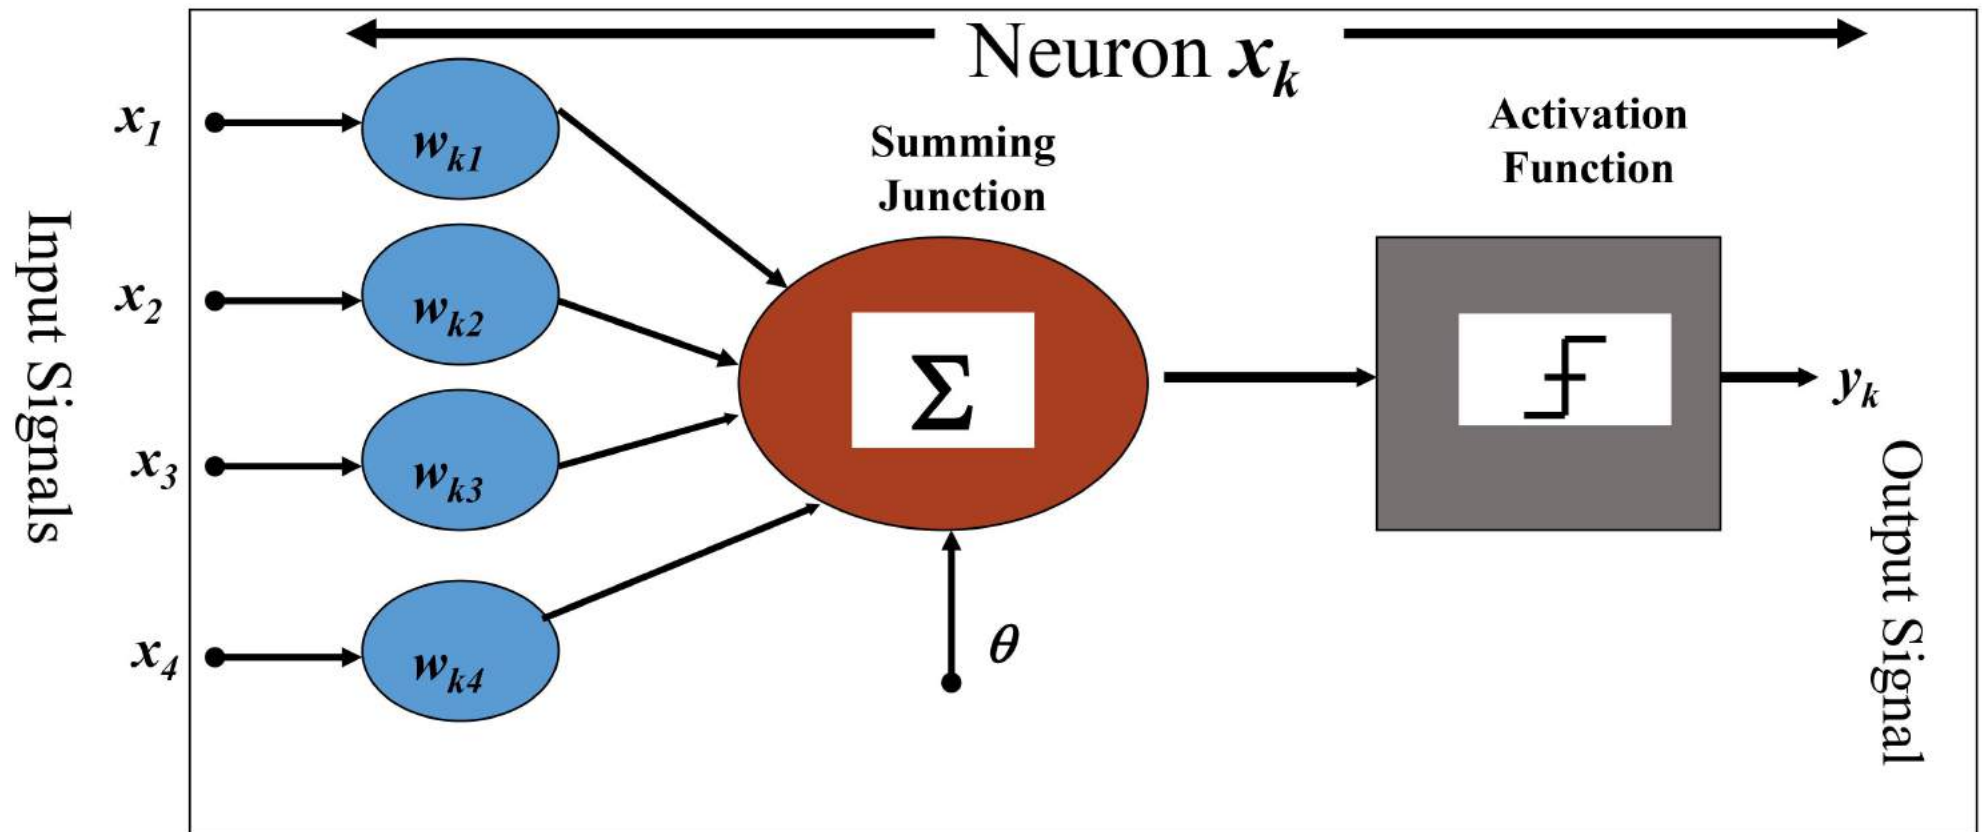 Neuron xₖ
Summing
Junction
Activation
Function
Input Signals
x₁
wₖ₁
x₂
wₖ₂
x₃
wₖ₃
x₄
wₖ₄
Σ
θ
yₖ
Output Signal